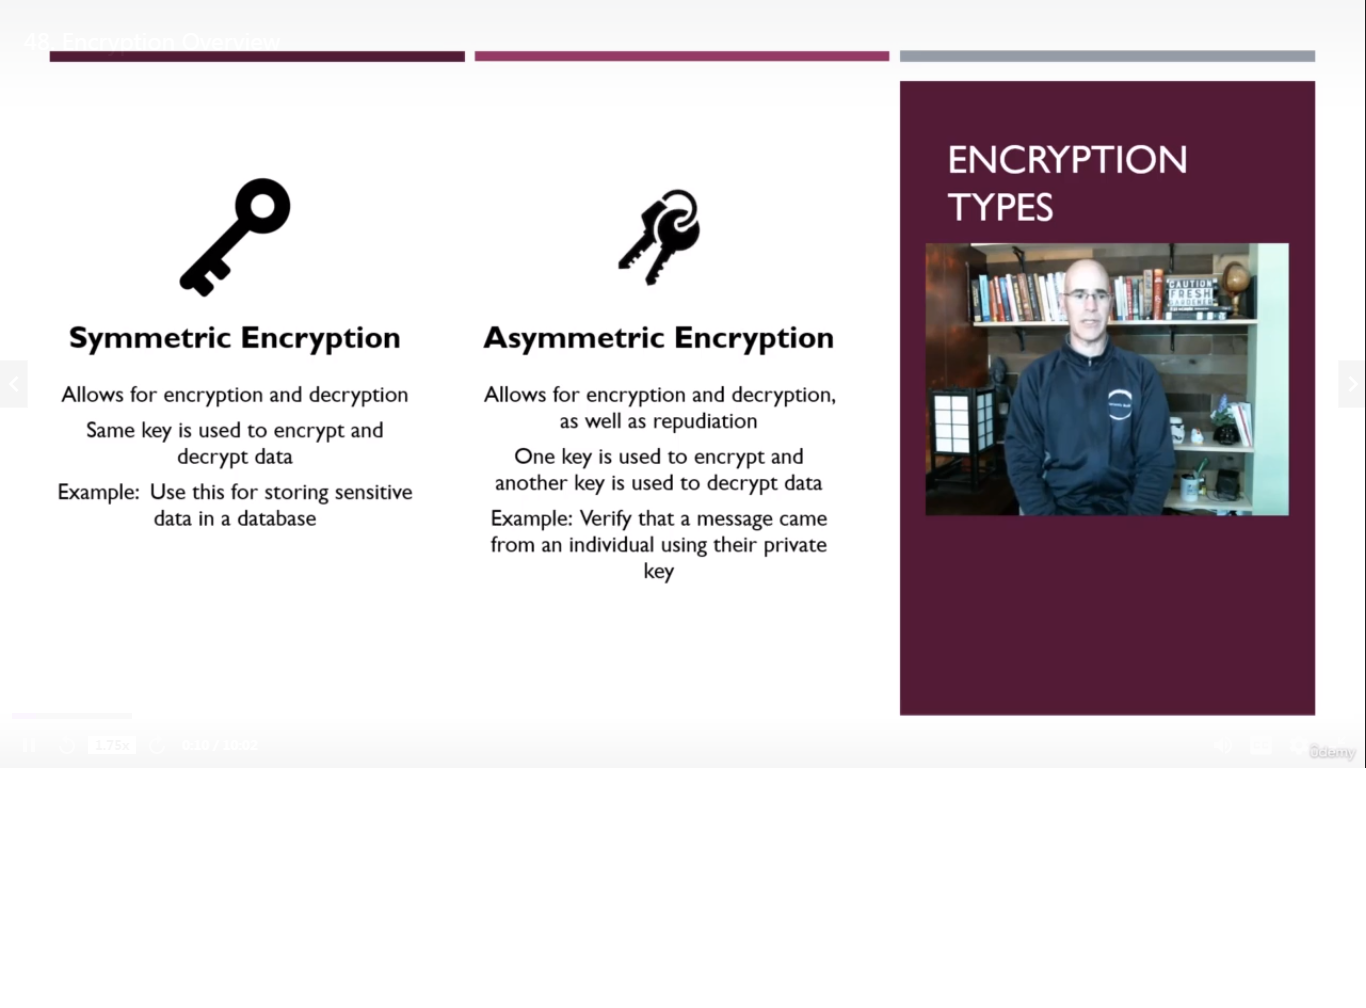 48. Encryption Overview
ENCRYPTION
TYPES
Symmetric Encryption
Allows for encryption and decryption
Same key is used to encrypt and
decrypt data
Example: Use this for storing sensitive
data in a database
Asymmetric Encryption
Allows for encryption and decryption,
as well as repudiation
One key is used to encrypt and
another key is used to decrypt data
Example: Verify that a message came
from an individual using their private
key
CAUTION
FRESH
1.75x
0:10 / 10:02
ûdemy